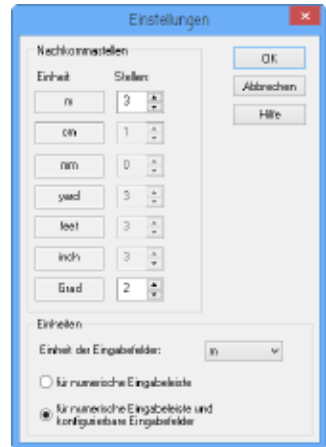 Einstellungen
Nachkommastellen
Einheit Stellen:
m 3
cm 1
mm 0
yard 3
feet 3
inch 3
Grad 2
OK
Abbrechen
Hilfe
Einheiten
Einheit der Eingabefelder: m
für numerische Eingabeleiste
für numerische Eingabeleiste und
konfigurierbare Eingabefelder